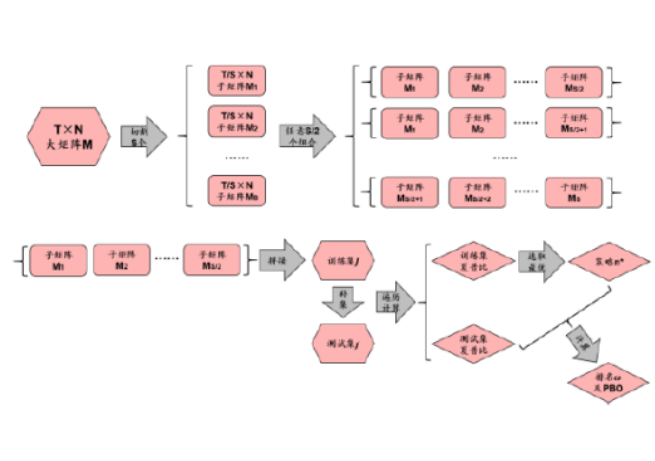 T×N
大矩阵M
切割
S个
T/S×N
子矩阵M1
T/S×N
子矩阵M2
……
T/S×N
子矩阵MS
任意S/2
个组合
子矩阵
M1
子矩阵
M2
……
子矩阵
MS/2
子矩阵
M1
子矩阵
M2
……
子矩阵
MS/2+1
……
子矩阵
MS/2+1
子矩阵
MS/2+2
……
子矩阵
MS
子矩阵
M1
子矩阵
M2
……
子矩阵
MS/2
拼接
训练集j
补
集
测试集j
遍历
计算
训练集
夏普比
选取
最优
策略n*
测试集
夏普比
计算
排名ω
及PBO